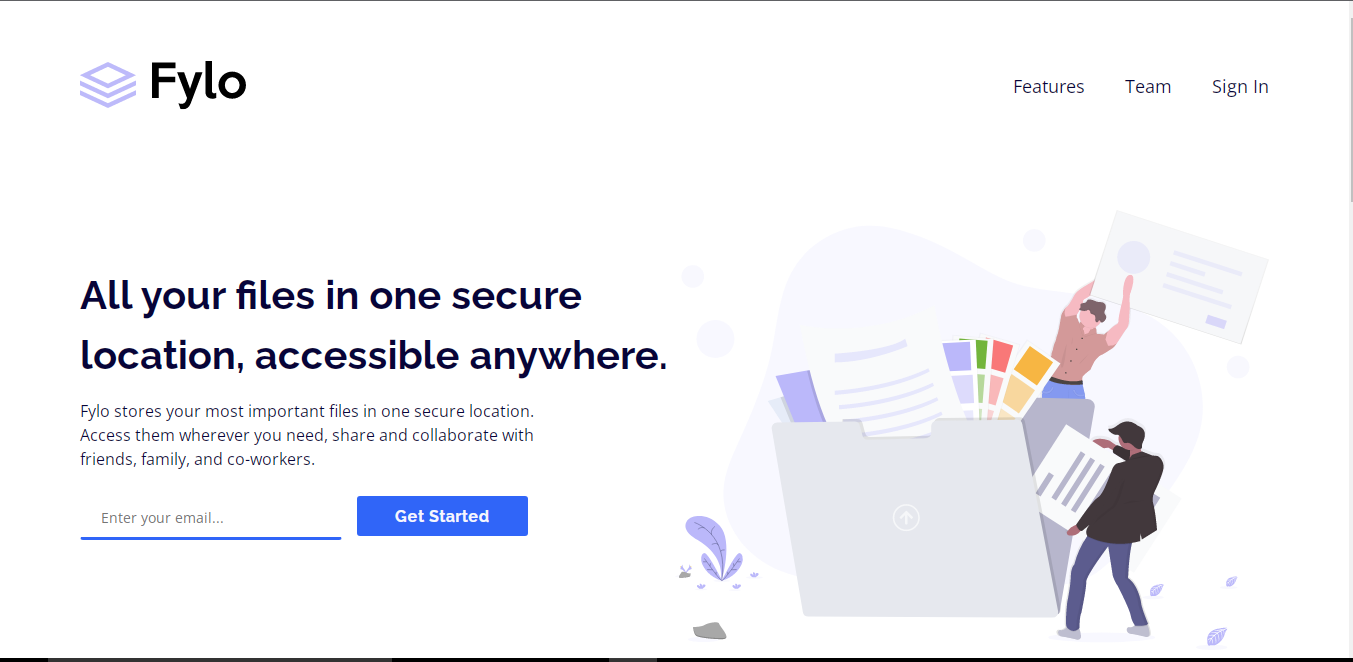 Fylo
Features
Team
Sign In
All your files in one secure
location, accessible anywhere.
Fylo stores your most important files in one secure location.
Access them wherever you need, share and collaborate with
friends, family, and co-workers.
Enter your email...
Get Started